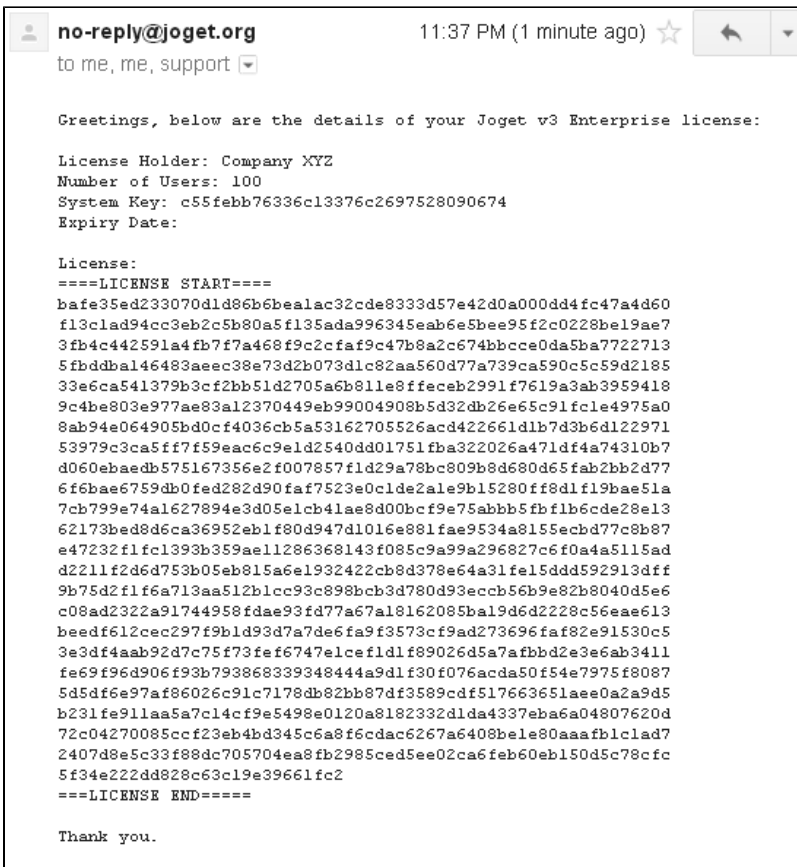 no-reply@joget.org
11:37 PM (1 minute ago)
to me, me, support
Greetings, below are the details of your Joget v3 Enterprise license:
License Holder: Company XYZ
Number of Users: 100
System Key: c55febb76336c13376c2697528090674
Expiry Date:
License:
====LICENSE START====
bafe35ed233070d1d86b6bea1ac32cde8333d57e42d0a000dd4fc47a4d60
f13c1ad94cc3eb2c5b80a5f135ada996345eab6e5bee95f2c0228be19ae7
3fb4c442591a4fb7f7a468f9c2cfaf9c47b8a2c674bbcce0da5ba7722713
5fbddba146483aeec38e73d2b073d1c82aa560d77a739ca590c5c59d2185
33e6ca541379b3cf2bb51d2705a6b811e8ffeceb2991f7619a3ab3959418
9c4be803e977ae83a12370449eb99004908b5d32db26e65c91fc1e4975a0
8ab94e064905bd0cf4036cb5a53162705526acd422661d1b7d3b6d122971
53979c3ca5ff7f59eac6c9e1d2540dd01751fba322026a471df4a74310b7
d060ebaedb575167356e2f007857f1d29a78bc809b8d680d65fab2bb2d77
6f6bae6759db0fed282d90faf7523e0c1de2a1e9b15280ff8d1f19bae51a
7cb799e74a1627894e3d05e1cb41ae8d00bcf9e75abbb5fbf1b6cde28e13
62173bed8d6ca36952eb1f80d947d1016e881fae9534a8155ecbd77c8b87
e47232f1fc1393b359ae11286368143f085c9a99a296827c6f0a4a5115ad
d2211f2d6d753b05eb815a6e1932422cb8d378e64a31fe15ddd592913dff
9b75d2f1f6a713aa512b1cc93c898bcb3d780d93eccb56b9e82b8040d5e6
c08ad2322a91744958fdae93fd77a67a18162085ba19d6d2228c56eae613
beedf612cec297f9b1d93d7a7de6fa9f3573cf9ad273696faf82e91530c5
3e3df4aab92d7c75f73fef6747e1cef1d1f89026d5a7afbbd2e3e6ab3411
fe69f96d906f93b793868339348444a9d1f30f076acda50f54e7975f8087
5d5df6e97af86026c91c7178db82bb87df3589cdf517663651aee0a2a9d5
b231fe911aa5a7c14cf9e5498e0120a8182332d1da4337eba6a04807620d
72c04270085ccf23eb4bd345c6a8f6cdac6267a6408be1e80aaafb1c1ad7
2407d8e5c33f88dc705704ea8fb2985ced5ee02ca6feb60eb150d5c78cfc
5f34e222dd828c63c19e39661fc2
===LICENSE END=====
Thank you.